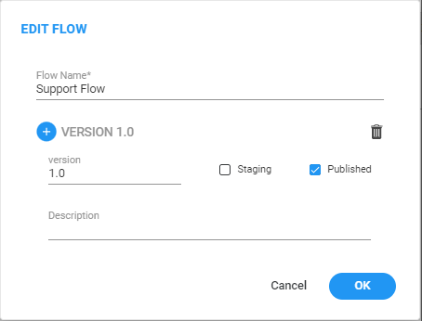 EDIT FLOW
Flow Name*
Support Flow
VERSION 1.0
version
1.0
Staging
Published
Description
Cancel
OK